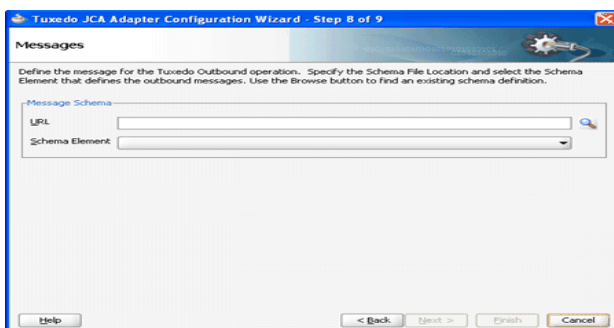 Tuxedo JCA Adapter Configuration Wizard - Step 8 of 9
Messages
Define the message for the Tuxedo Outbound operation. Specify the Schema File Location and select the Schema
Element that defines the outbound messages. Use the Browse button to find an existing schema definition.
Message Schema
URL
Schema Element
Help
< Back
Next >
Finish
Cancel